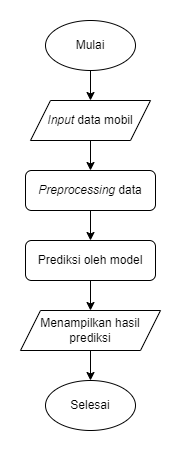 Mulai
Input data mobil
Preprocessing data
Prediksi oleh model
Menampilkan hasil
prediksi
Selesai